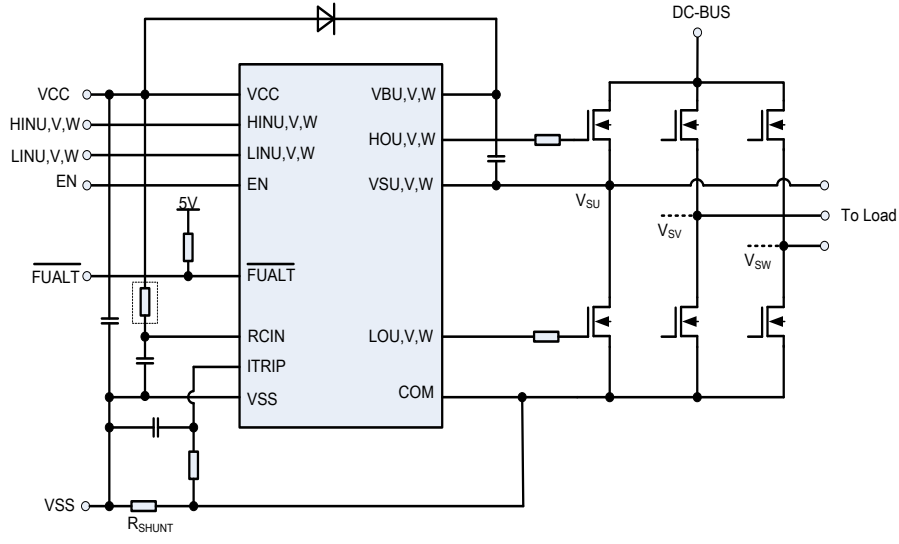 DC-BUS
VCC
HINU,V,W
LINU,V,W
EN
5V
FUALT
VCC
HINU,V,W
LINU,V,W
EN
FUALT
RCIN
ITRIP
VSS
VBU,V,W
HOU,V,W
VSU,V,W
LOU,V,W
COM
VSU
VSV
VSW
To Load
VSS
RSHUNT